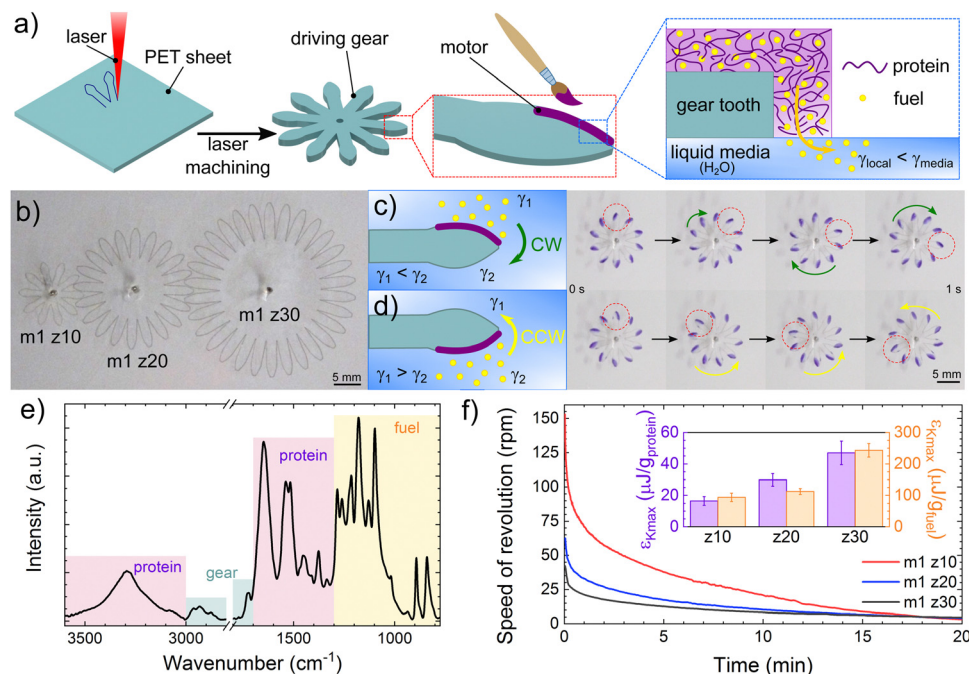 a)
laser
PET sheet
laser
machining
driving gear
motor
gear tooth
protein
fuel
liquid media
(H₂O)
γlocal < γmedia
b)
m1 z10
m1 z20
m1 z30
5 mm
c)
γ₁
CW
γ₁ < γ₂
γ₂
d)
γ₁
CCW
γ₁ > γ₂
γ₂
0 s
1 s
5 mm
5 mm
e)
Intensity (a.u.)
protein
gear
protein
fuel
3500
3000
1500
1000
Wavenumber (cm⁻¹)
f)
Speed of revolution (rpm)
150
125
100
75
50
25
0
0
5
10
15
20
Time (min)
εKmax (μJ/gprotein)
60
40
20
0
εKmax (μJ/gfuel)
300
200
100
0
z10
z20
z30
m1 z10
m1 z20
m1 z30